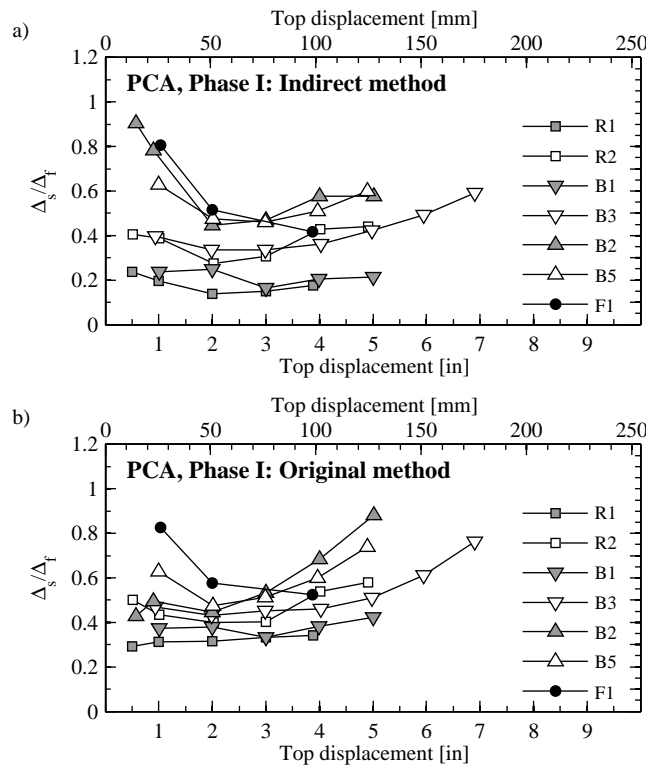 Top displacement [mm]
a)
0 50 100 150 200 250
1.2
PCA, Phase I: Indirect method
1
0.8
0.6
0.4
0.2
0
Δs/Δf
R1
R2
B1
B3
B2
B5
F1
1 2 3 4 5 6 7 8 9
Top displacement [in]
Top displacement [mm]
b)
0 50 100 150 200 250
1.2
PCA, Phase I: Original method
1
0.8
0.6
0.4
0.2
0
Δs/Δf
R1
R2
B1
B3
B2
B5
F1
1 2 3 4 5 6 7 8 9
Top displacement [in]